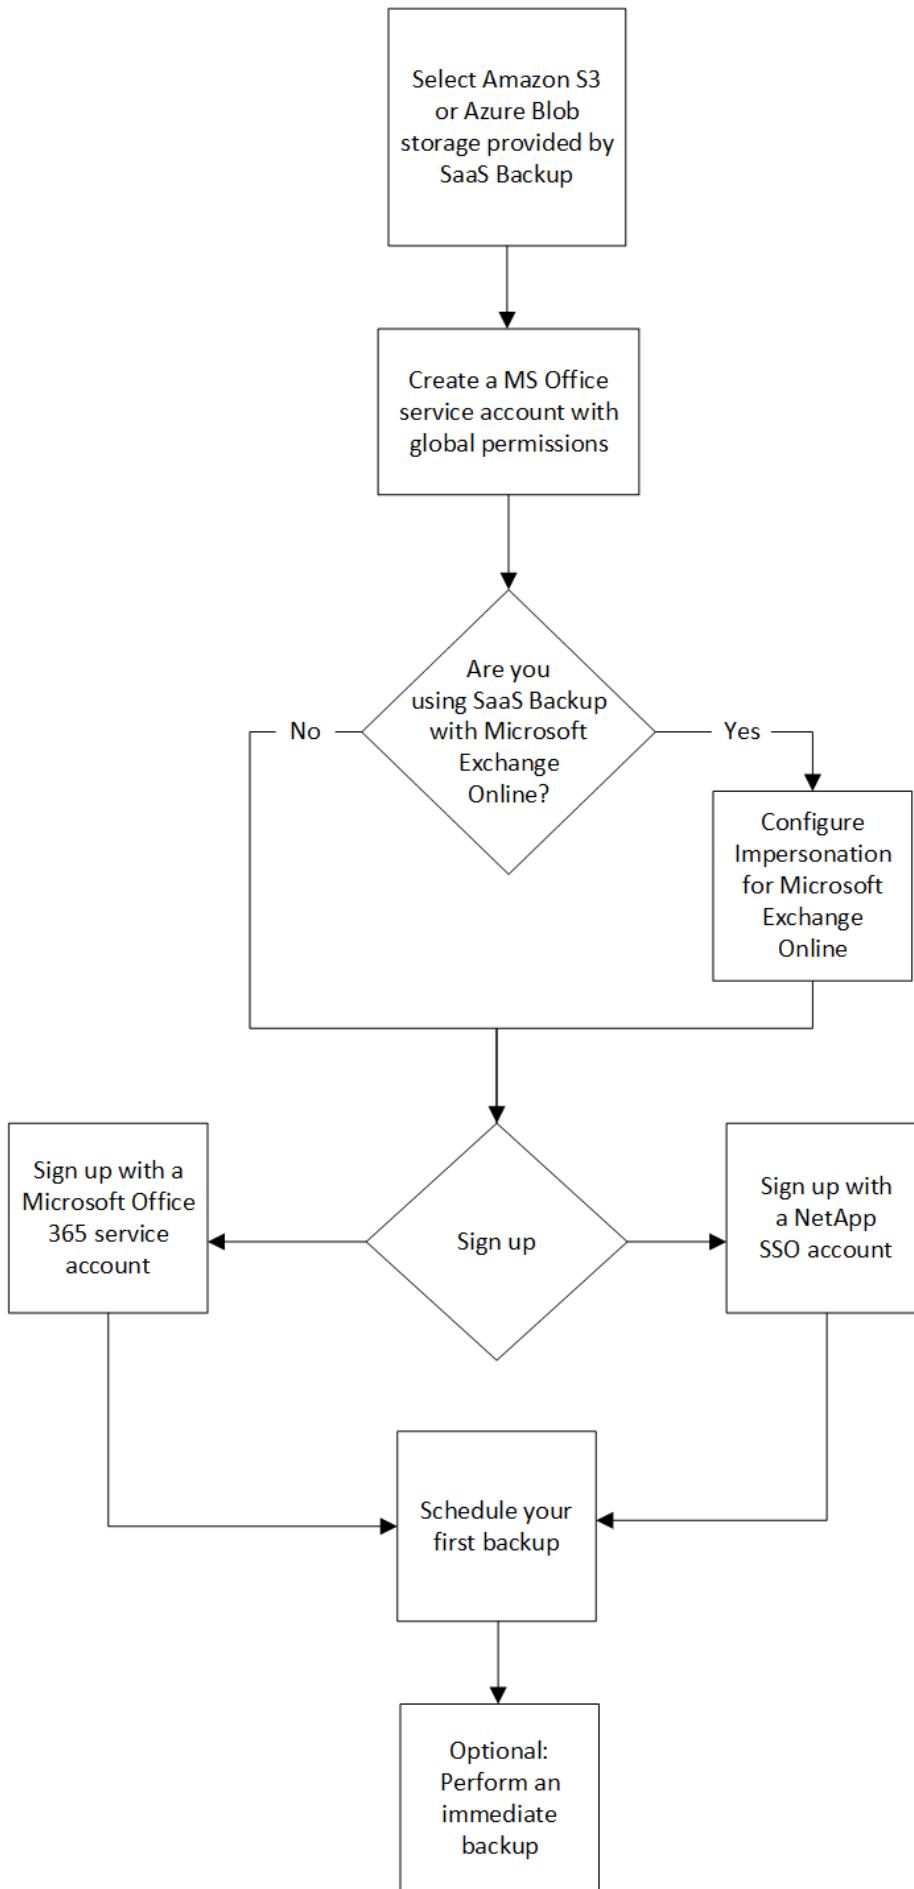 Select Amazon S3
or Azure Blob
storage provided by
SaaS Backup
Create a MS Office
service account with
global permissions
Are you
using SaaS Backup
with Microsoft
Exchange
Online?
No
Yes
Configure
Impersonation
for Microsoft
Exchange
Online
Sign up with a
Microsoft Office
365 service
account
Sign up
Sign up with
a NetApp
SSO account
Schedule your
first backup
Optional:
Perform an
immediate
backup